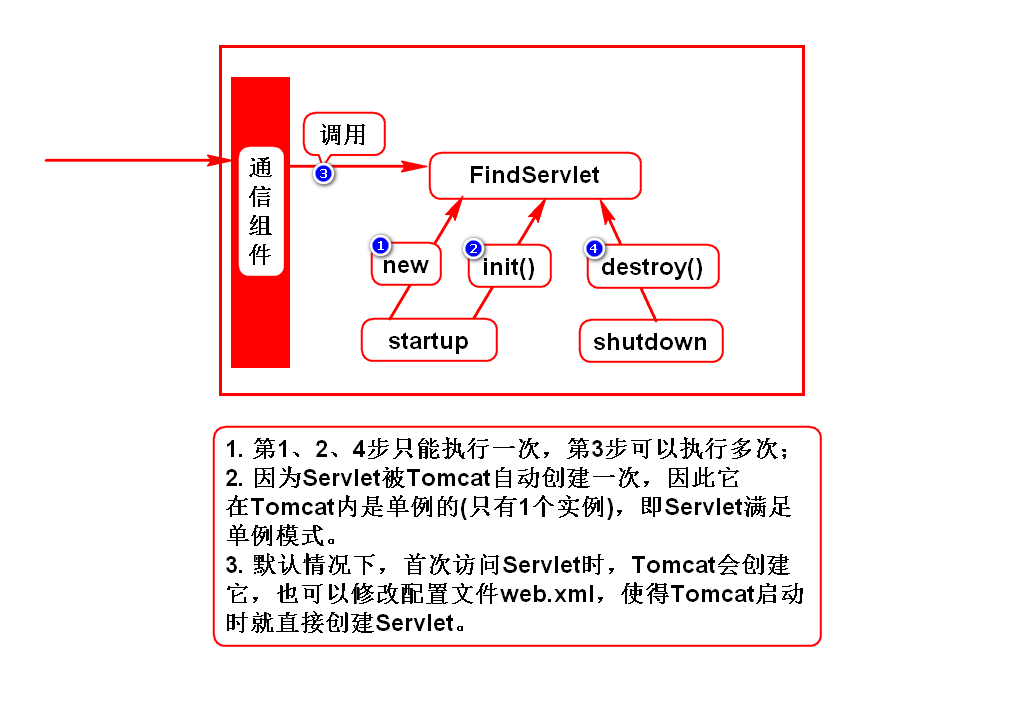 调用
3
通
信
组
件
FindServlet
1
new
2
init()
4
destroy()
startup
shutdown
1. 第1、2、4步只能执行一次，第3步可以执行多次；
2. 因为Servlet被Tomcat自动创建一次，因此它
在Tomcat内是单例的(只有1个实例)，即Servlet满足
单例模式。
3. 默认情况下，首次访问Servlet时，Tomcat会创建
它，也可以修改配置文件web.xml，使得Tomcat启动
时就直接创建Servlet。